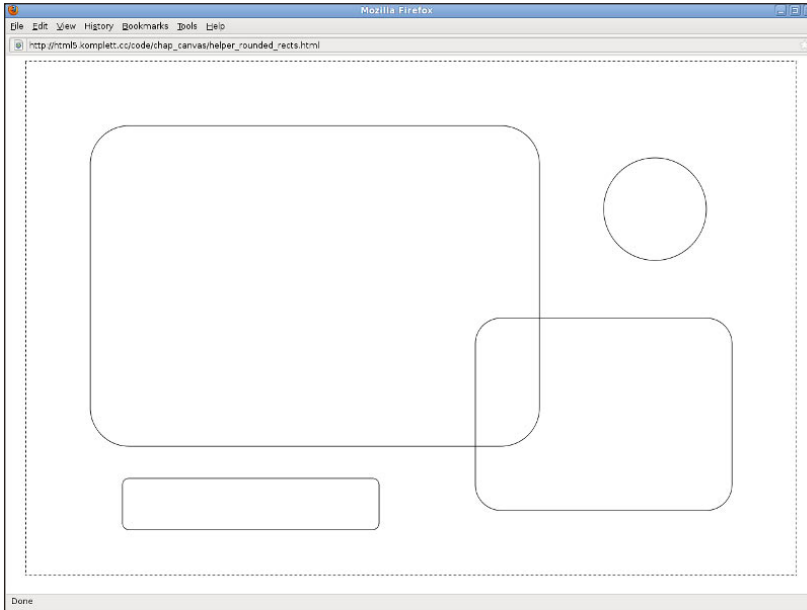 Mozilla Firefox
File Edit View History Bookmarks Tools Help
http://html5.komplett.cc/code/chap_canvas/helper_rounded_rects.html
Done